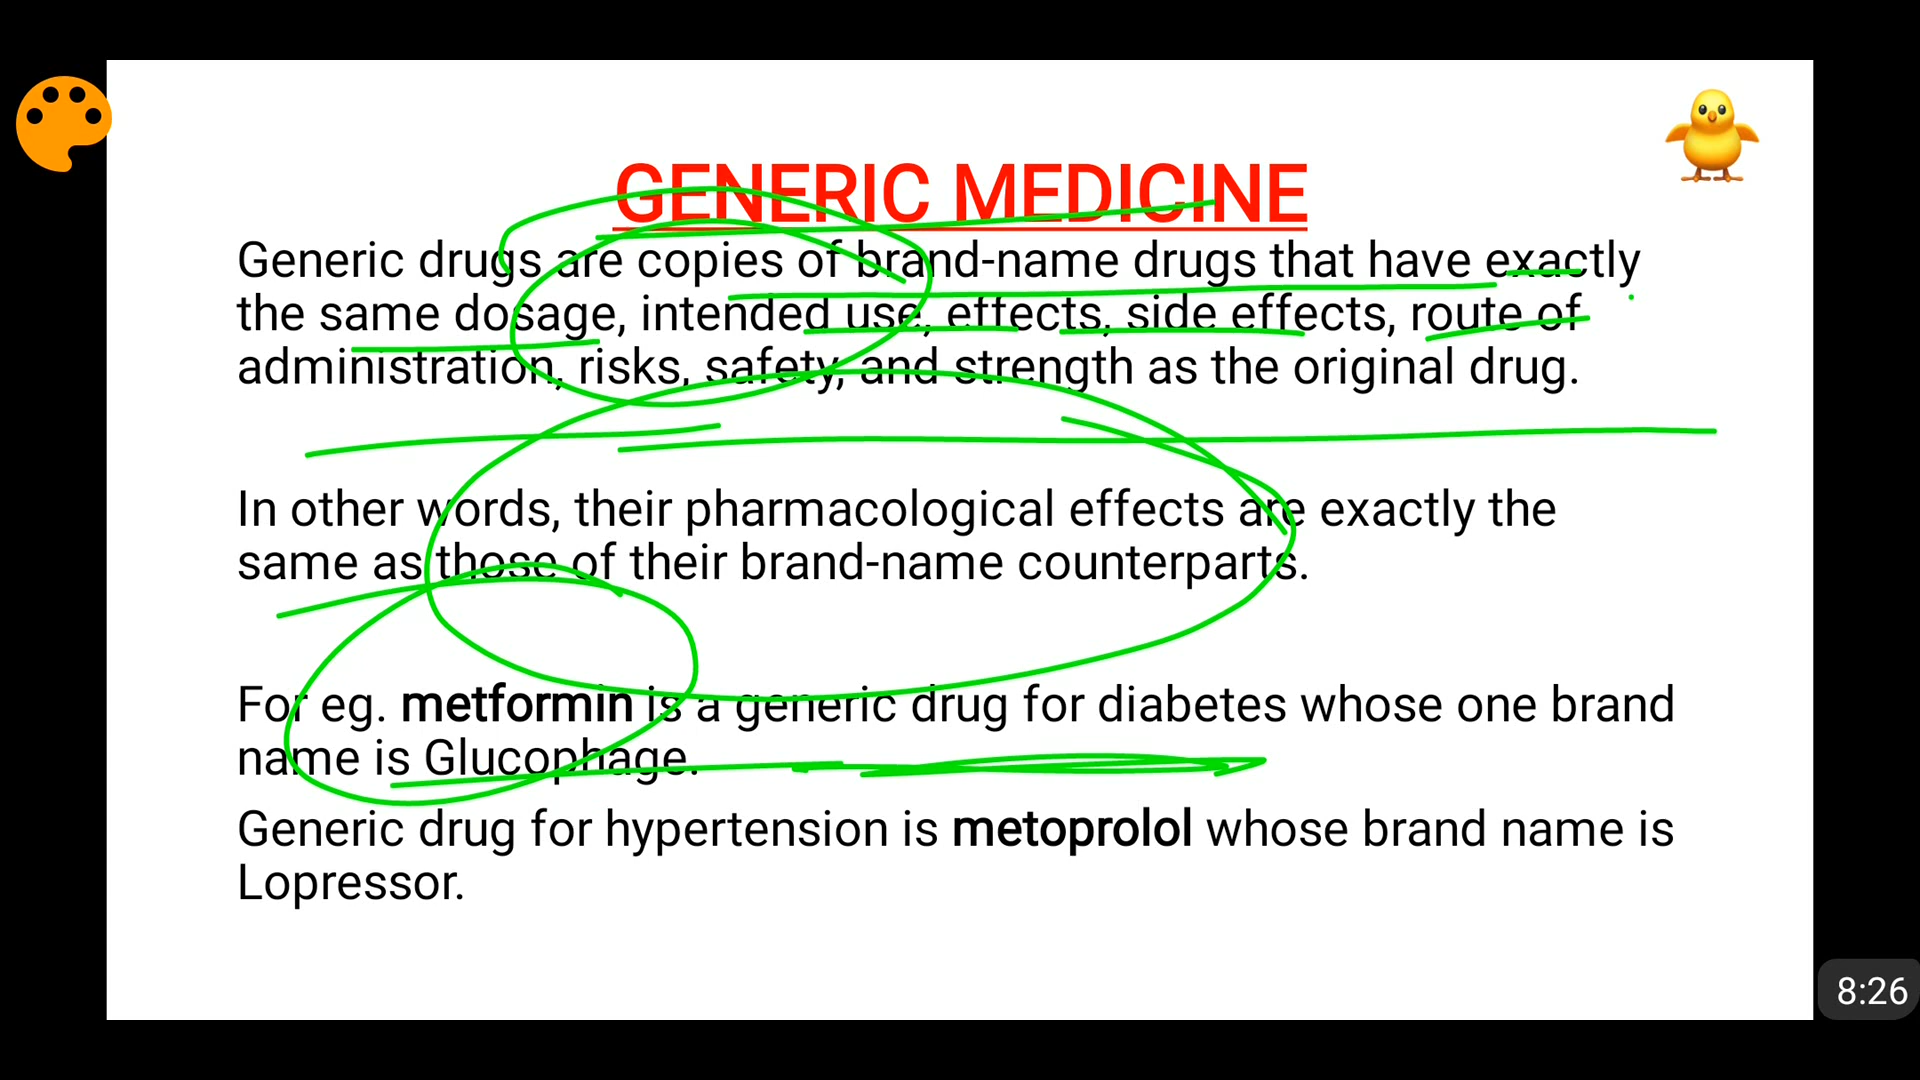 GENERIC MEDICINE
Generic drugs are copies of brand-name drugs that have exactly
the same dosage, intended use, effects, side effects, route of
administration, risks, safety, and strength as the original drug.
In other words, their pharmacological effects are exactly the
same as those of their brand-name counterparts.
For eg. metformin is a generic drug for diabetes whose one brand
name is Glucophage.
Generic drug for hypertension is metoprolol whose brand name is
Lopressor.
8:26